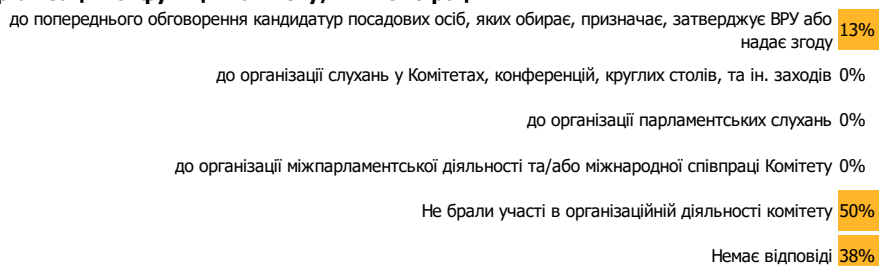 до попереднього обговорення кандидатур посадових осіб, яких обирає, призначає, затверджує ВРУ або
надає згоду 13%
до організації слухань у Комітетах, конференцій, круглих столів, та ін. заходів 0%
до організації парламентських слухань 0%
до організації міжпарламентської діяльності та/або міжнародної співпраці Комітету 0%
Не брали участі в організаційній діяльності комітету 50%
Немає відповіді 38%